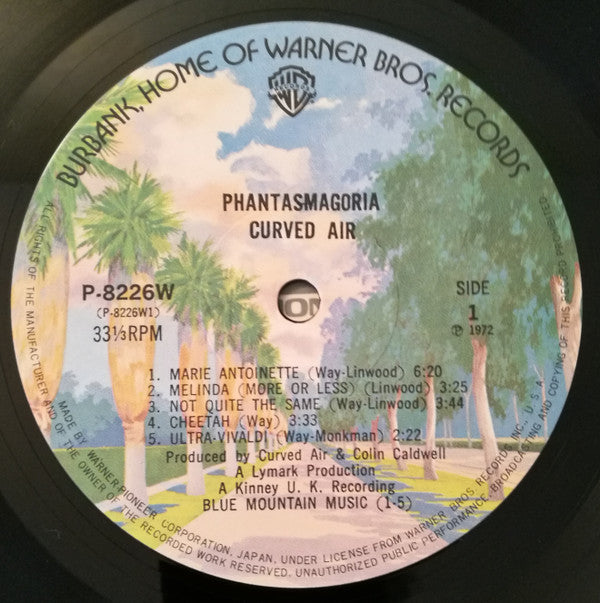 BURBANK, HOME OF WARNER BROS. RECORDS
PHANTASMAGORIA
CURVED AIR
P-8226W
(P-8226W1)
33⅓RPM
SIDE
1
Ⓟ 1972
1. MARIE ANTOINETTE (Way-Linwood) 6:20
2. MELINDA (MORE OR LESS) (Linwood) 3:25
3. NOT QUITE THE SAME (Way-Linwood) 3:44
4. CHEETAH (Way) 3:33
5. ULTRA-VIVALDI (Way-Monkman) 2:22
Produced by Curved Air & Colin Caldwell
A Lymark Production
A Kinney U. K. Recording
BLUE MOUNTAIN MUSIC (1-5)
MADE BY WARNER-PIONEER CORPORATION, JAPAN, UNDER LICENSE FROM WARNER BROS. RECORDS INC., U.S.A.
ALL RIGHTS OF THE MANUFACTURER AND OF THE OWNER OF THE RECORDED WORK RESERVED. UNAUTHORIZED PUBLIC PERFORMANCE, BROADCASTING AND COPYING OF THIS RECORD PROHIBITED